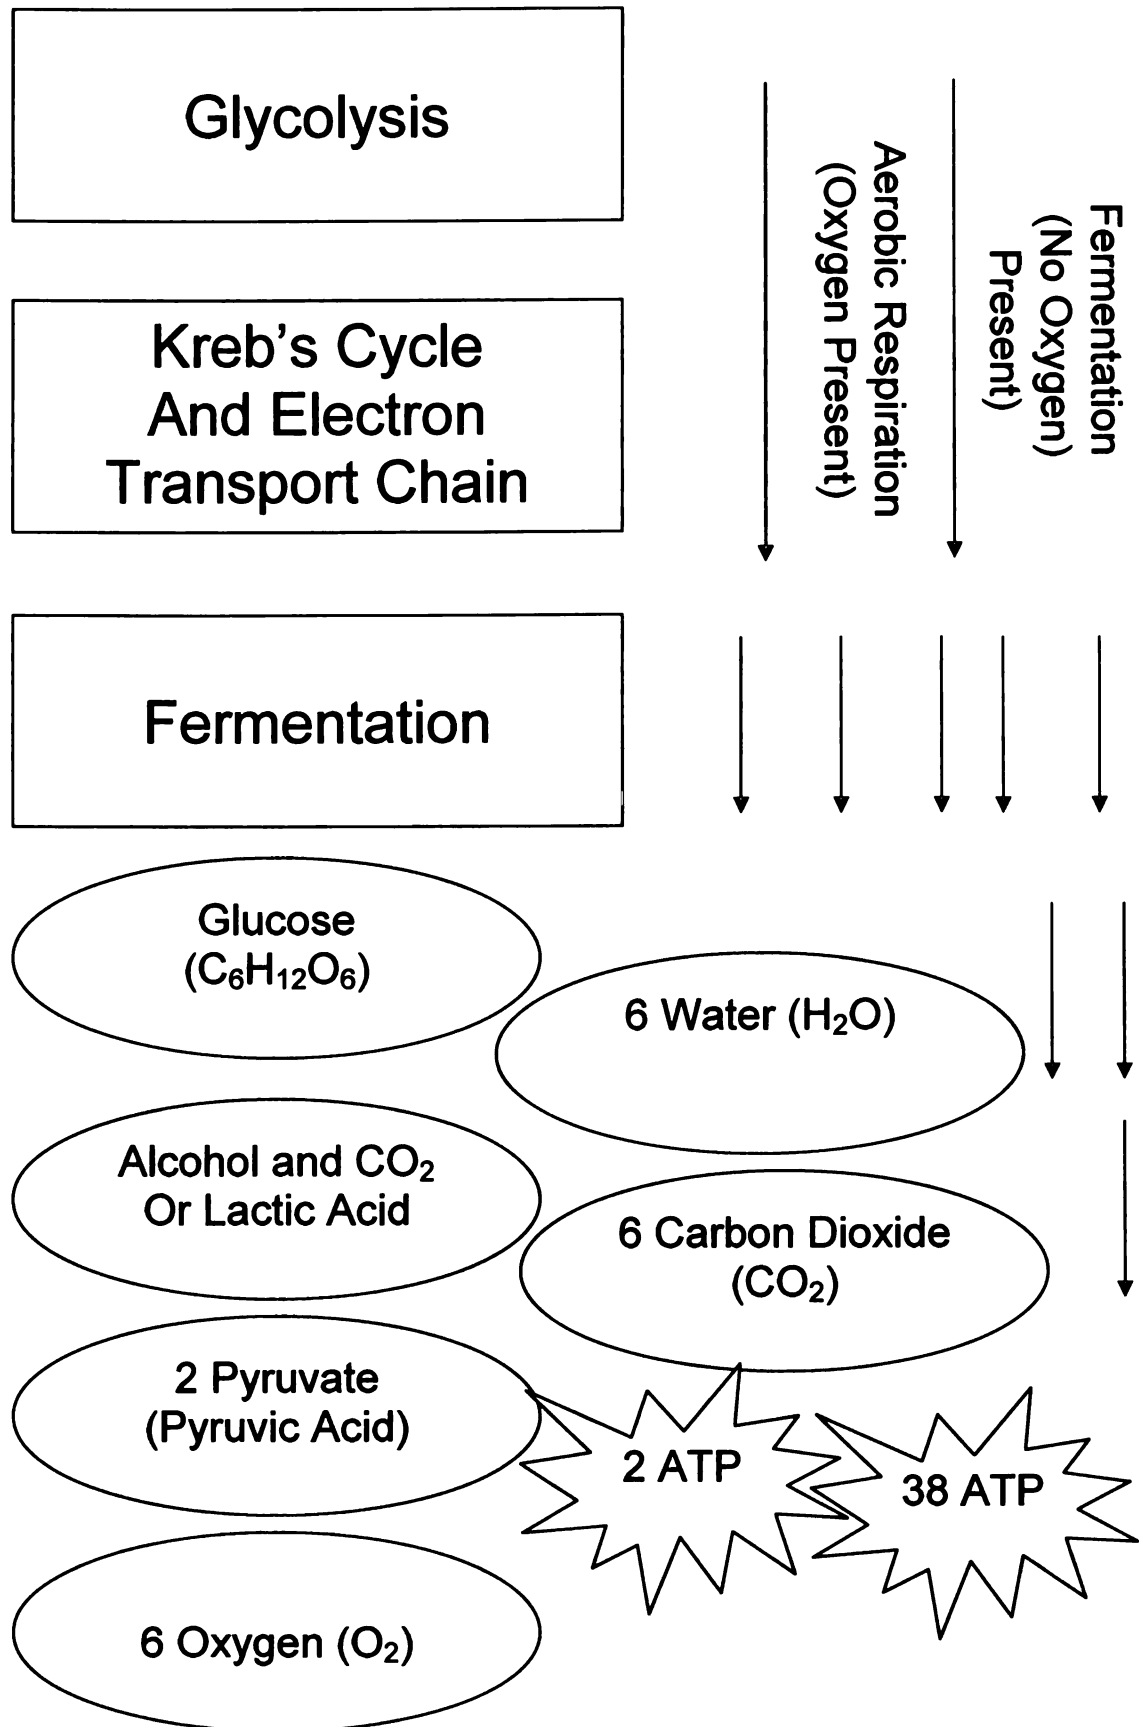 Glycolysis
Kreb's Cycle
And Electron
Transport Chain
Aerobic Respiration
(Oxygen Present)
Fermentation
(No Oxygen
Present)
Fermentation
Glucose
(C₆H₁₂O₆)
6 Water (H₂O)
Alcohol and CO₂
Or Lactic Acid
6 Carbon Dioxide
(CO₂)
2 Pyruvate
(Pyruvic Acid)
2 ATP
38 ATP
6 Oxygen (O₂)